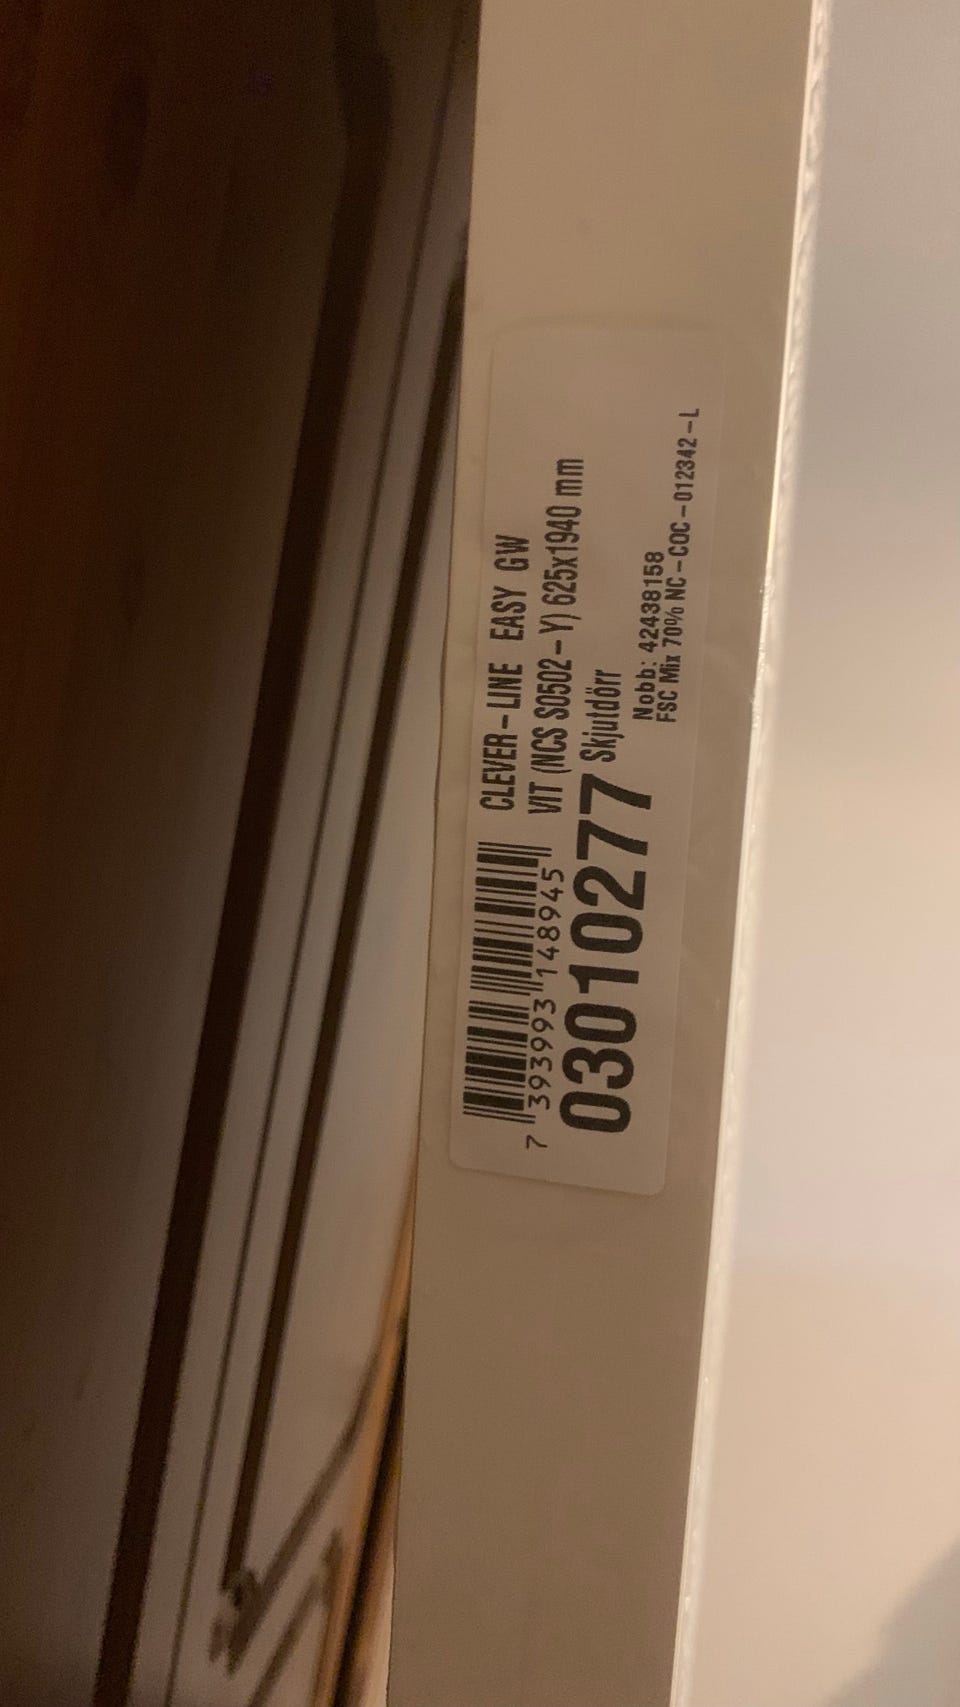 CLEVER-LINE EASY GW
VIT (NCS S0502-Y) 625x1940 mm
7 393993 148945
03010277 Skjutdörr
Nobb: 42438158
FSC Mix 70% NC-COC-012342-L